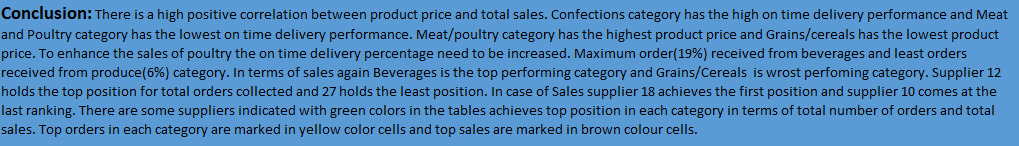 Conclusion: There is a high positive correlation between product price and total sales. Confections category has the high on time delivery performance and Meat
and Poultry category has the lowest on time delivery performance. Meat/poultry category has the highest product price and Grains/cereals has the lowest product
price. To enhance the sales of poultry the on time delivery percentage need to be increased. Maximum order(19%) received from beverages and least orders
received from produce(6%) category. In terms of sales again Beverages is the top performing category and Grains/Cereals  is wrost perfoming category. Supplier 12
holds the top position for total orders collected and 27 holds the least position. In case of Sales supplier 18 achieves the first position and supplier 10 comes at the
last ranking. There are some suppliers indicated with green colors in the tables achieves top position in each category in terms of total number of orders and total
sales. Top orders in each category are marked in yellow color cells and top sales are marked in brown colour cells.